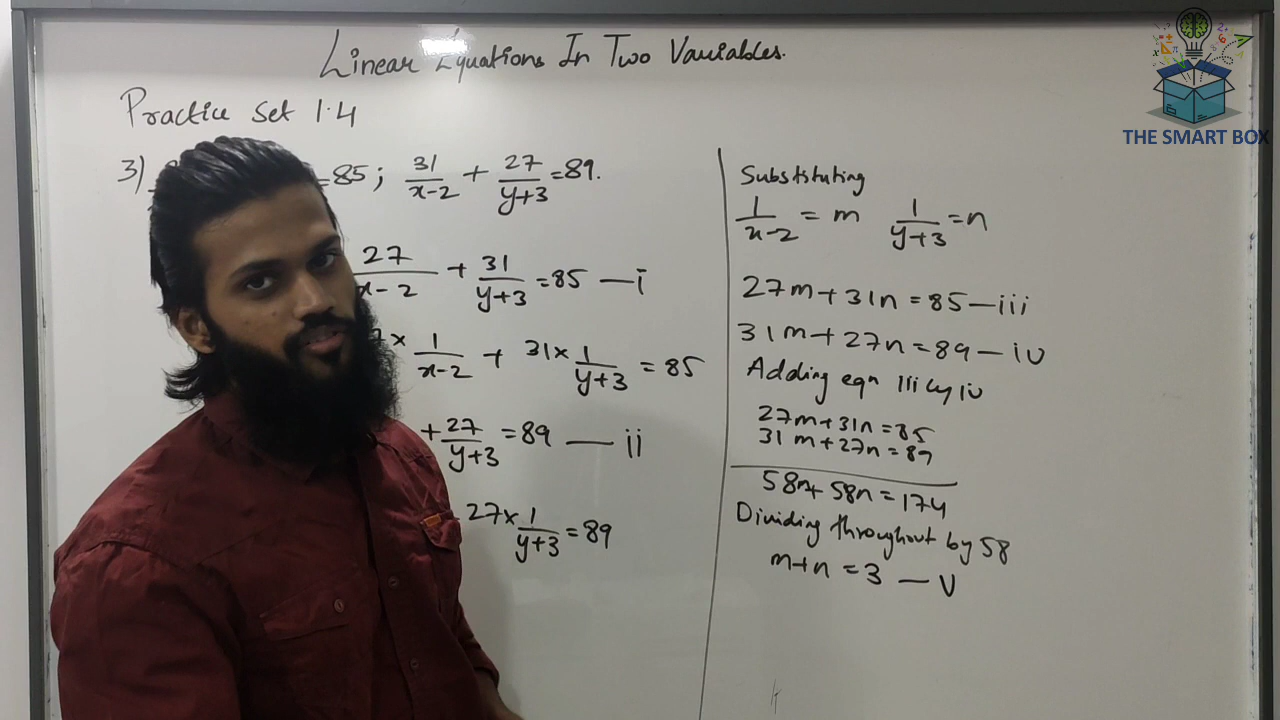 Linear Equations In Two Variables.
Practice Set 1.4
3) =85; 31/x-2 + 27/y+3 =89.
27/x-2 + 31/y+3 =85 — i
× 1/x-2 + 31× 1/y+3 = 85
+ 27/y+3 = 89 — ii
27× 1/y+3 = 89
Substituting
1/x-2 = m 1/y+3 = n
27m+31n = 85 — iii
31m+27n = 89 — iv
Adding eqn iii & iv
27m+31n = 85
31m+27n = 89
58m+58n = 174
Dividing throughout by 58
m+n = 3 — V
THE SMART BOX